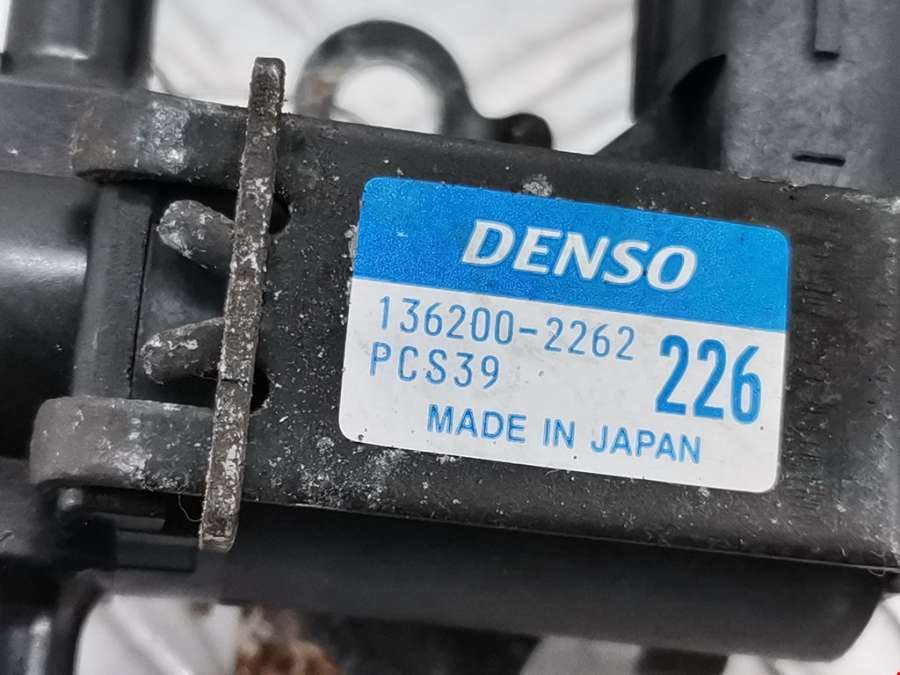 DENSO
136200-2262
PCS39
226
MADE IN JAPAN